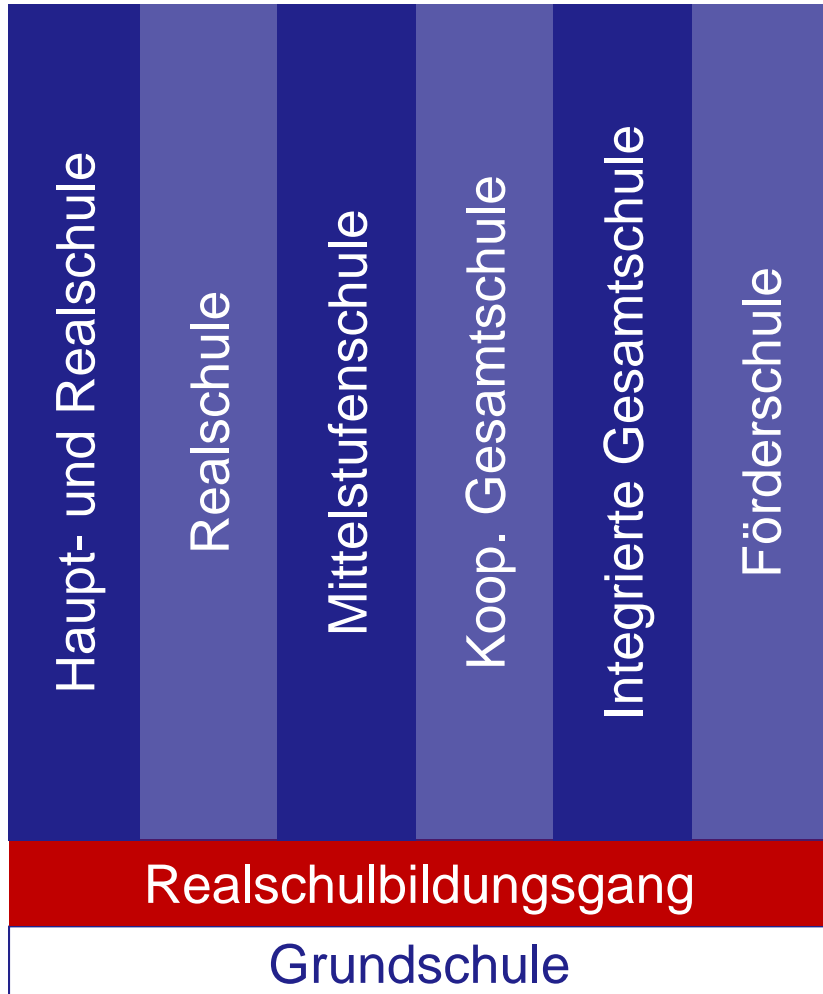 Haupt- und Realschule
Realschule
Mittelstufenschule
Koop. Gesamtschule
Integrierte Gesamtschule
Förderschule
Realschulbildungsgang
Grundschule